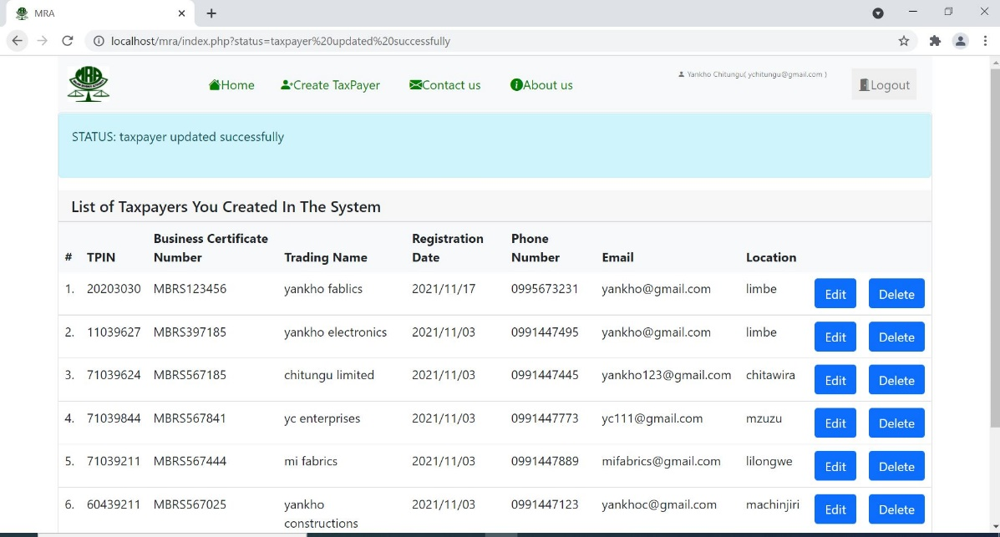 MRA
localhost/mra/index.php?status=taxpayer%20updated%20successfully
MRA
Home Create TaxPayer Contact us About us Yankho Chitungu( ychitungu@gmail.com ) Logout
STATUS: taxpayer updated successfully
List of Taxpayers You Created In The System
# TPIN Business Certificate Number Trading Name Registration Date Phone Number Email Location
1. 20203030 MBRS123456 yankho fablics 2021/11/17 0995673231 yankho@gmail.com limbe Edit Delete
2. 11039627 MBRS397185 yankho electronics 2021/11/03 0991447495 yankho@gmail.com limbe Edit Delete
3. 71039624 MBRS567185 chitungu limited 2021/11/03 0991447445 yankho123@gmail.com chitawira Edit Delete
4. 71039844 MBRS567841 yc enterprises 2021/11/03 0991447773 yc111@gmail.com mzuzu Edit Delete
5. 71039211 MBRS567444 mi fabrics 2021/11/03 0991447889 mifabrics@gmail.com lilongwe Edit Delete
6. 60439211 MBRS567025 yankho constructions 2021/11/03 0991447123 yankhoc@gmail.com machinjiri Edit Delete